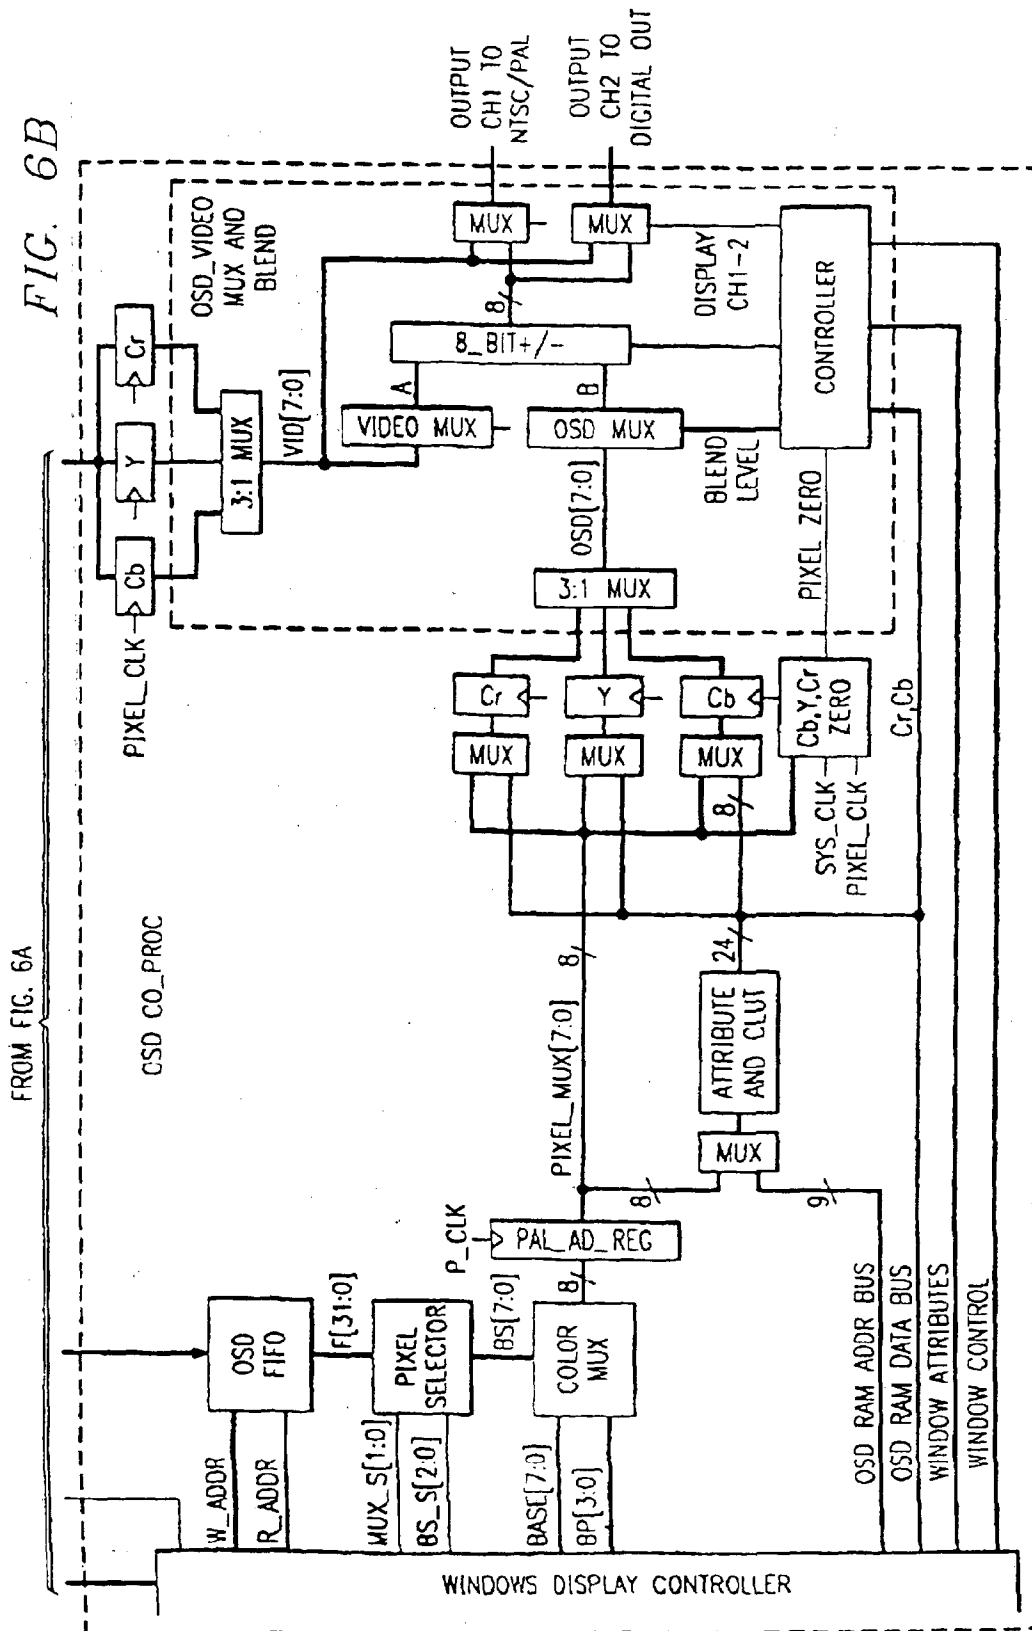 FIG. 6B
FROM FIG. 6A
OSD CO_PROC
PIXEL_CLK
Cb
Y
Cr
OSD_VIDEO
MUX AND
BLEND
3:1 MUX
VID[7:0]
VIDEO MUX
A
8_BIT+/-
8
MUX
OUTPUT
CH1 TO
NTSC/PAL
MUX
OUTPUT
CH2 TO
DIGITAL OUT
OSD MUX
B
OSD[7:0]
3:1 MUX
BLEND
LEVEL
DISPLAY
CH1-2
CONTROLLER
PIXEL ZERO
Cr
Y
Cb
MUX
MUX
MUX
8
Cb,Y,Cr
ZERO
SYS_CLK
PIXEL_CLK
Cr,Cb
W_ADDR
R_ADDR
OSD
FIFO
F[31:0]
MUX_S[1:0]
BS_S[2:0]
PIXEL
SELECTOR
BS[7:0]
BASE[7:0]
BP[3:0]
COLOR
MUX
8
P_CLK
PAL_AD_REG
PIXEL_MUX[7:0]
8
8
9
MUX
ATTRIBUTE
AND CLUT
24
OSD RAM ADDR BUS
OSD RAM DATA BUS
WINDOW ATTRIBUTES
WINDOW CONTROL
WINDOWS DISPLAY CONTROLLER